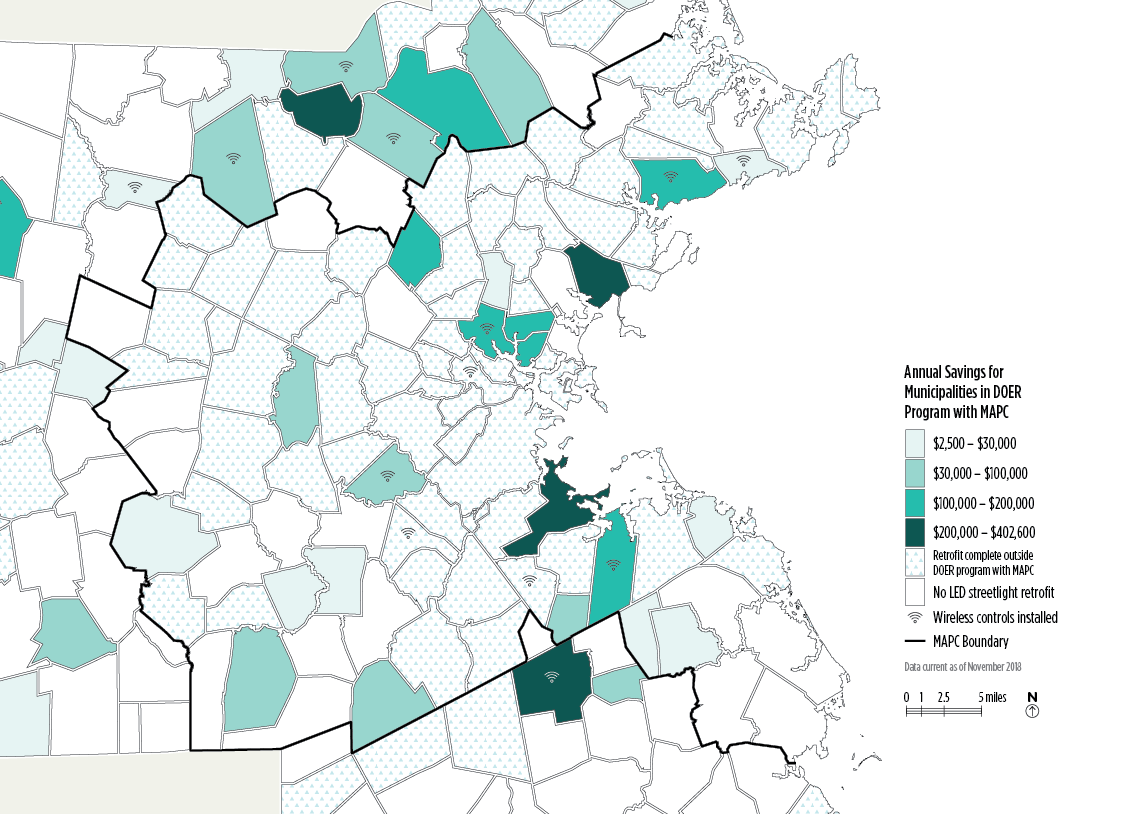 Annual Savings for
Municipalities in DOER
Program with MAPC
$2,500 – $30,000
$30,000 – $100,000
$100,000 – $200,000
$200,000 – $402,600
Retrofit complete outside
DOER program with MAPC
No LED streetlight retrofit
Wireless controls installed
MAPC Boundary
Data current as of November 2018
0 1 2.5 5 miles N